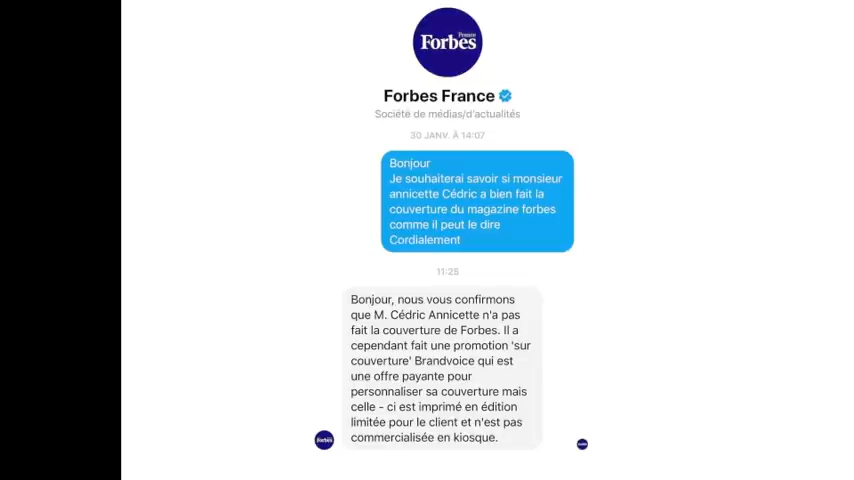 France
Forbes
Forbes France
Société de médias/d'actualités
30 JANV. À 14:07
Bonjour
Je souhaiterai savoir si monsieur
annicette Cédric a bien fait la
couverture du magazine forbes
comme il peut le dire
Cordialement
11:25
Bonjour, nous vous confirmons
que M. Cédric Annicette n'a pas
fait la couverture de Forbes. Il a
cependant fait une promotion 'sur
couverture' Brandvoice qui est
une offre payante pour
personnaliser sa couverture mais
celle - ci est imprimé en édition
limitée pour le client et n'est pas
commercialisée en kiosque.
Forbes
Forbes